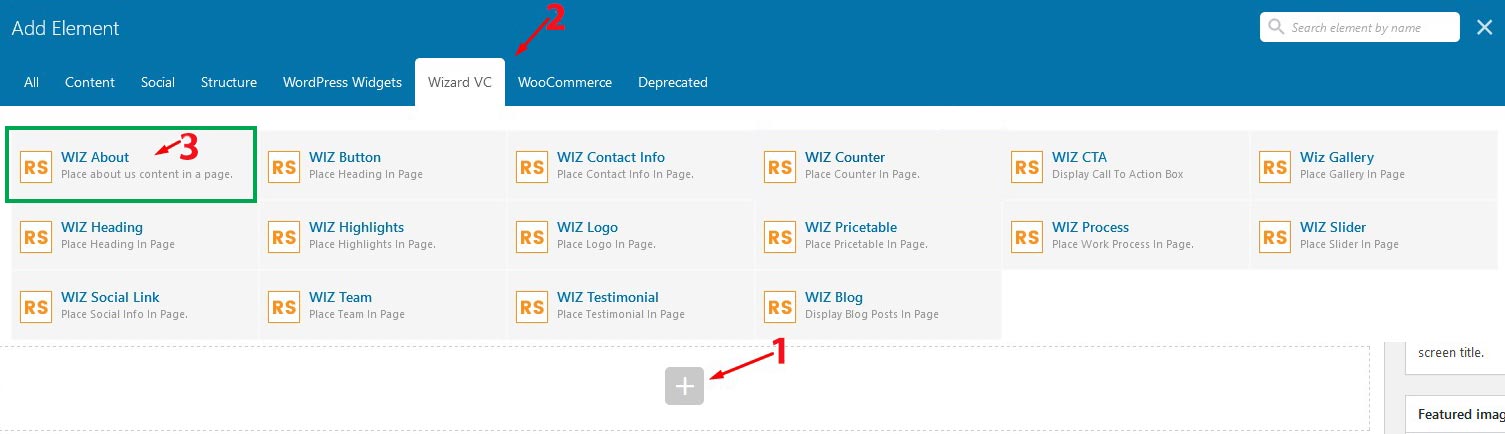 Add Element
2
Search element by name
All Content Social Structure WordPress Widgets Wizard VC WooCommerce Deprecated
RS WIZ About 3
Place about us content in a page.
RS WIZ Button
Place Heading In Page
RS WIZ Contact Info
Place Contact Info In Page.
RS WIZ Counter
Place Counter In Page.
RS WIZ CTA
Display Call To Action Box
RS Wiz Gallery
Place Gallery In Page
RS WIZ Heading
Place Heading In Page
RS WIZ Highlights
Place Highlights In Page.
RS WIZ Logo
Place Logo In Page.
RS WIZ Pricetable
Place Pricetable In Page.
RS WIZ Process
Place Work Process In Page.
RS WIZ Slider
Place Slider In Page
RS WIZ Social Link
Place Social Info In Page.
RS WIZ Team
Place Team In Page
RS WIZ Testimonial
Place Testimonial In Page
RS WIZ Blog
Display Blog Posts In Page
1
screen title.
Featured imag